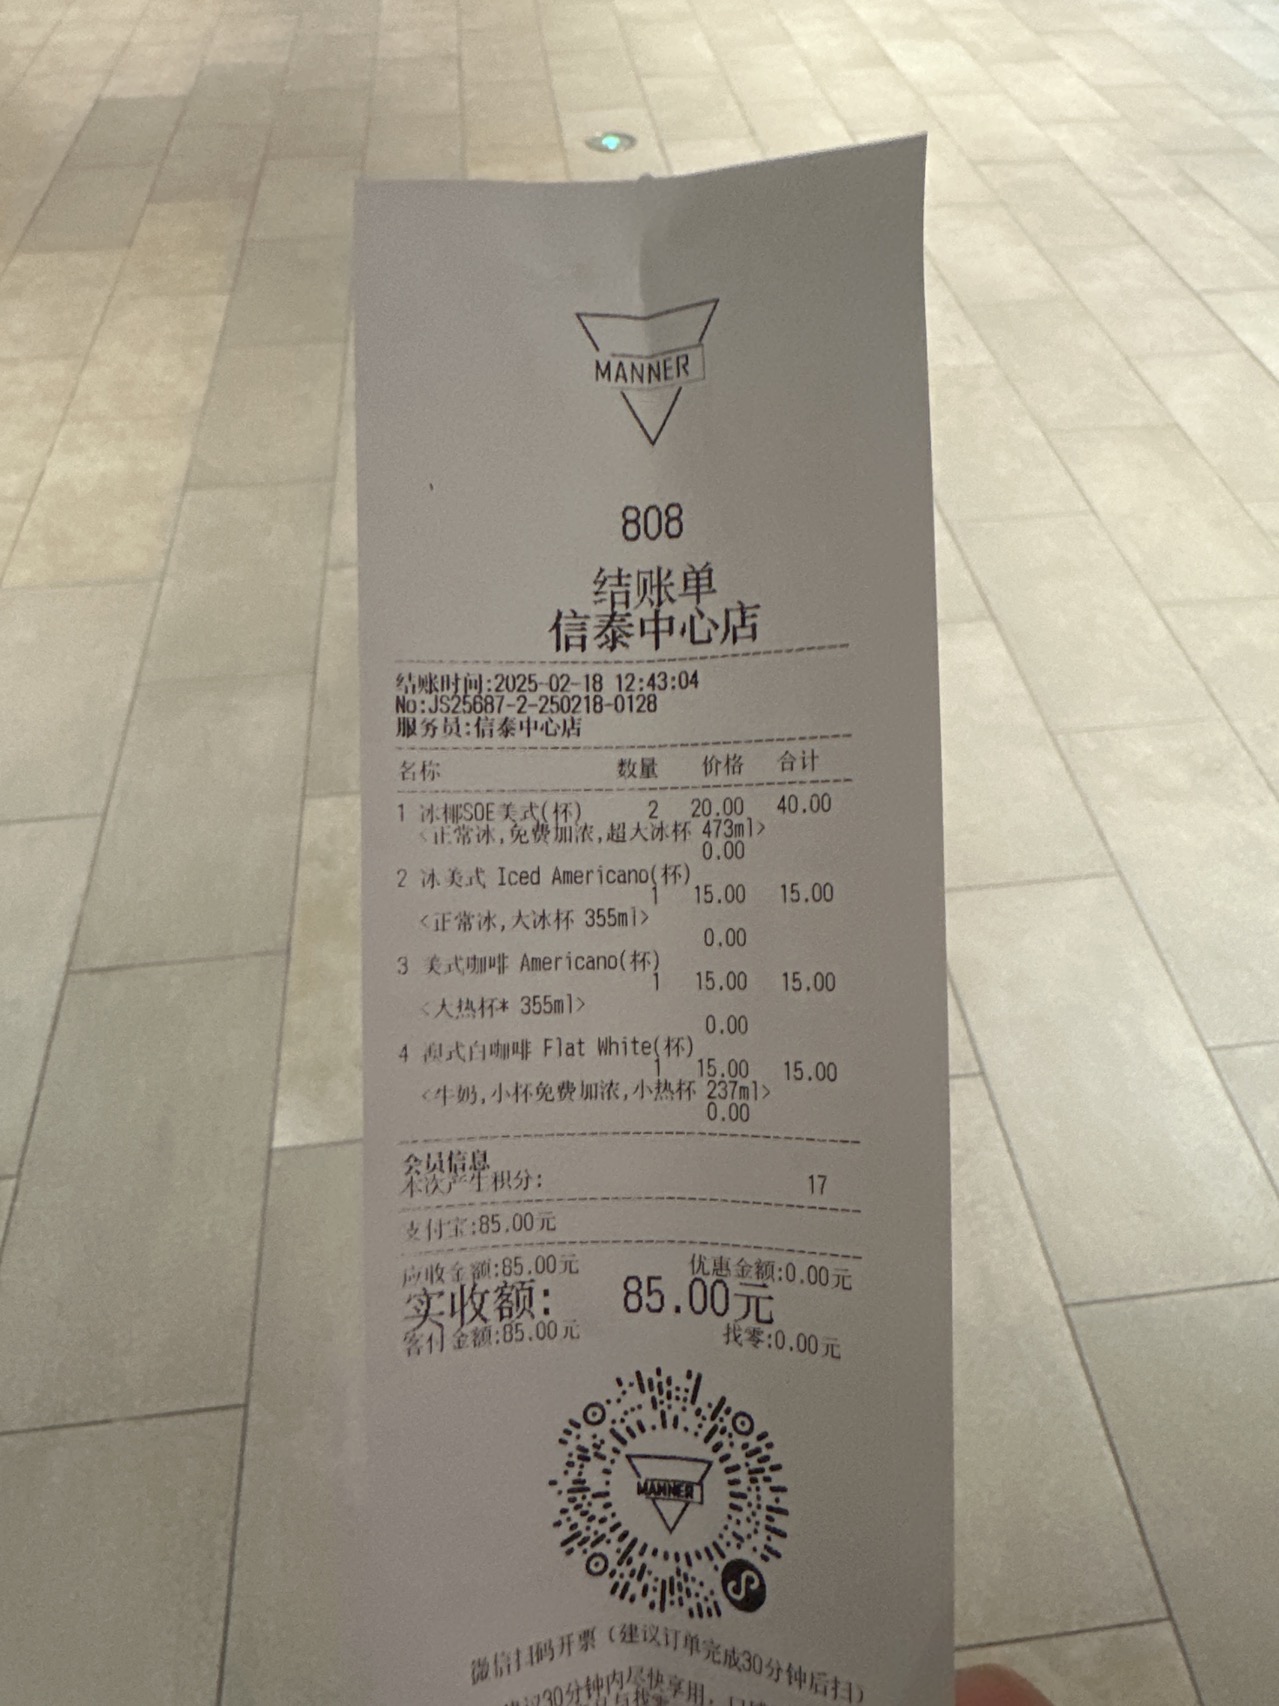 MANNER
808
结账单
信泰中心店
结账时间:2025-02-18 12:43:04
No:JS25687-2-250218-0128
服务员:信泰中心店
名称 数量 价格 合计
1 冰椰SOE美式(杯) 2 20.00 40.00
<正常冰,免费加浓,超大冰杯 473ml>
0.00
2 冰美式 Iced Americano(杯)
1 15.00 15.00
<正常冰,大冰杯 355ml>
0.00
3 美式咖啡 Americano(杯)
1 15.00 15.00
<大热杯* 355ml>
0.00
4 澳式白咖啡 Flat White(杯)
1 15.00 15.00
<牛奶,小杯免费加浓,小热杯 237ml>
0.00
会员信息
本次产生积分: 17
支付宝:85.00元
应收金额:85.00元 优惠金额:0.00元
实收额: 85.00元
客付金额:85.00元 找零:0.00元
MANNER
微信扫码开票(建议订单完成30分钟后扫)
建议30分钟内尽快享用,